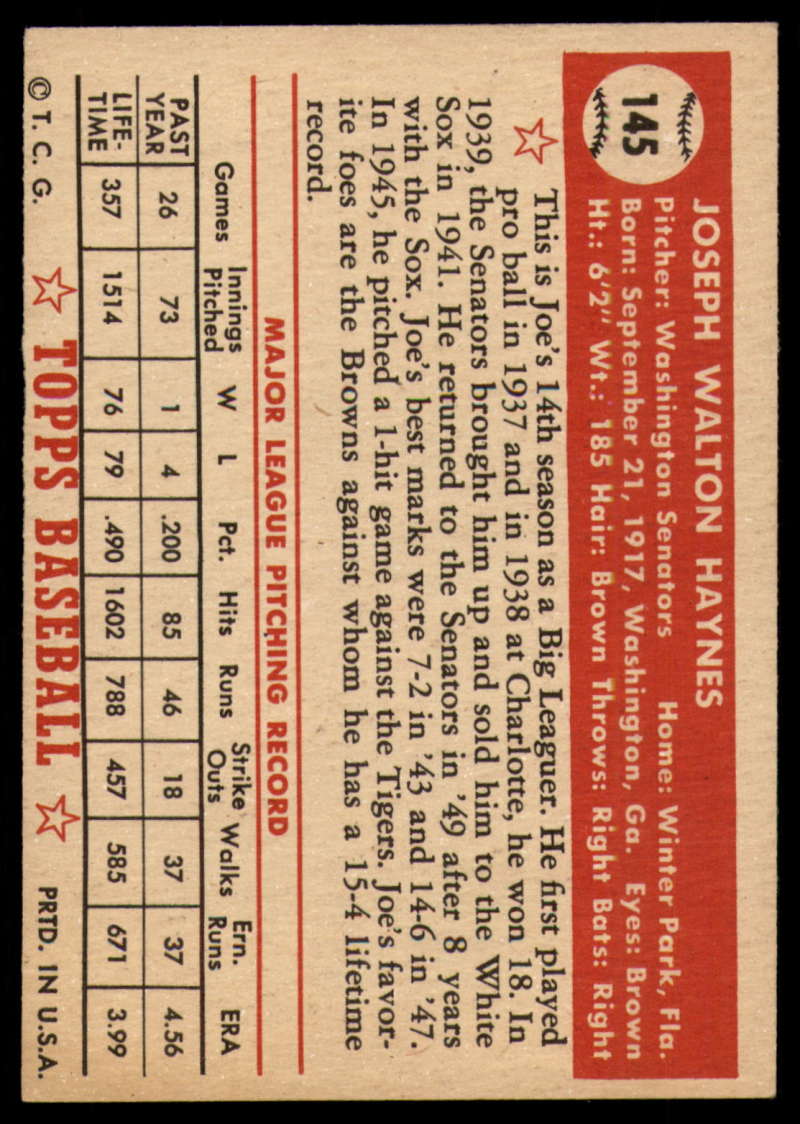 145
JOSEPH WALTON HAYNES
Pitcher: Washington Senators Home: Winter Park, Fla.
Born: September 21, 1917, Washington, Ga. Eyes: Brown
Ht.: 6'2" Wt.: 185 Hair: Brown Throws: Right Bats: Right
This is Joe's 14th season as a Big Leaguer. He first played
pro ball in 1937 and in 1938 at Charlotte, he won 18. In
1939, the Senators brought him up and sold him to the White
Sox in 1941. He returned to the Senators in '49 after 8 years
with the Sox. Joe's best marks were 7-2 in '43 and 14-6 in '47.
In 1945, he pitched a 1-hit game against the Tigers. Joe's favor-
ite foes are the Browns against whom he has a 15-4 lifetime
record.
MAJOR LEAGUE PITCHING RECORD
Games Innings Pitched W L Pct. Hits Runs Strike Outs Walks Ern. Runs ERA
PAST YEAR 26 73 1 4 .200 85 46 18 37 37 4.56
LIFE-TIME 357 1514 76 79 .490 1602 788 457 585 671 3.99
© T. C. G. TOPPS BASEBALL PRTD. IN U.S.A.